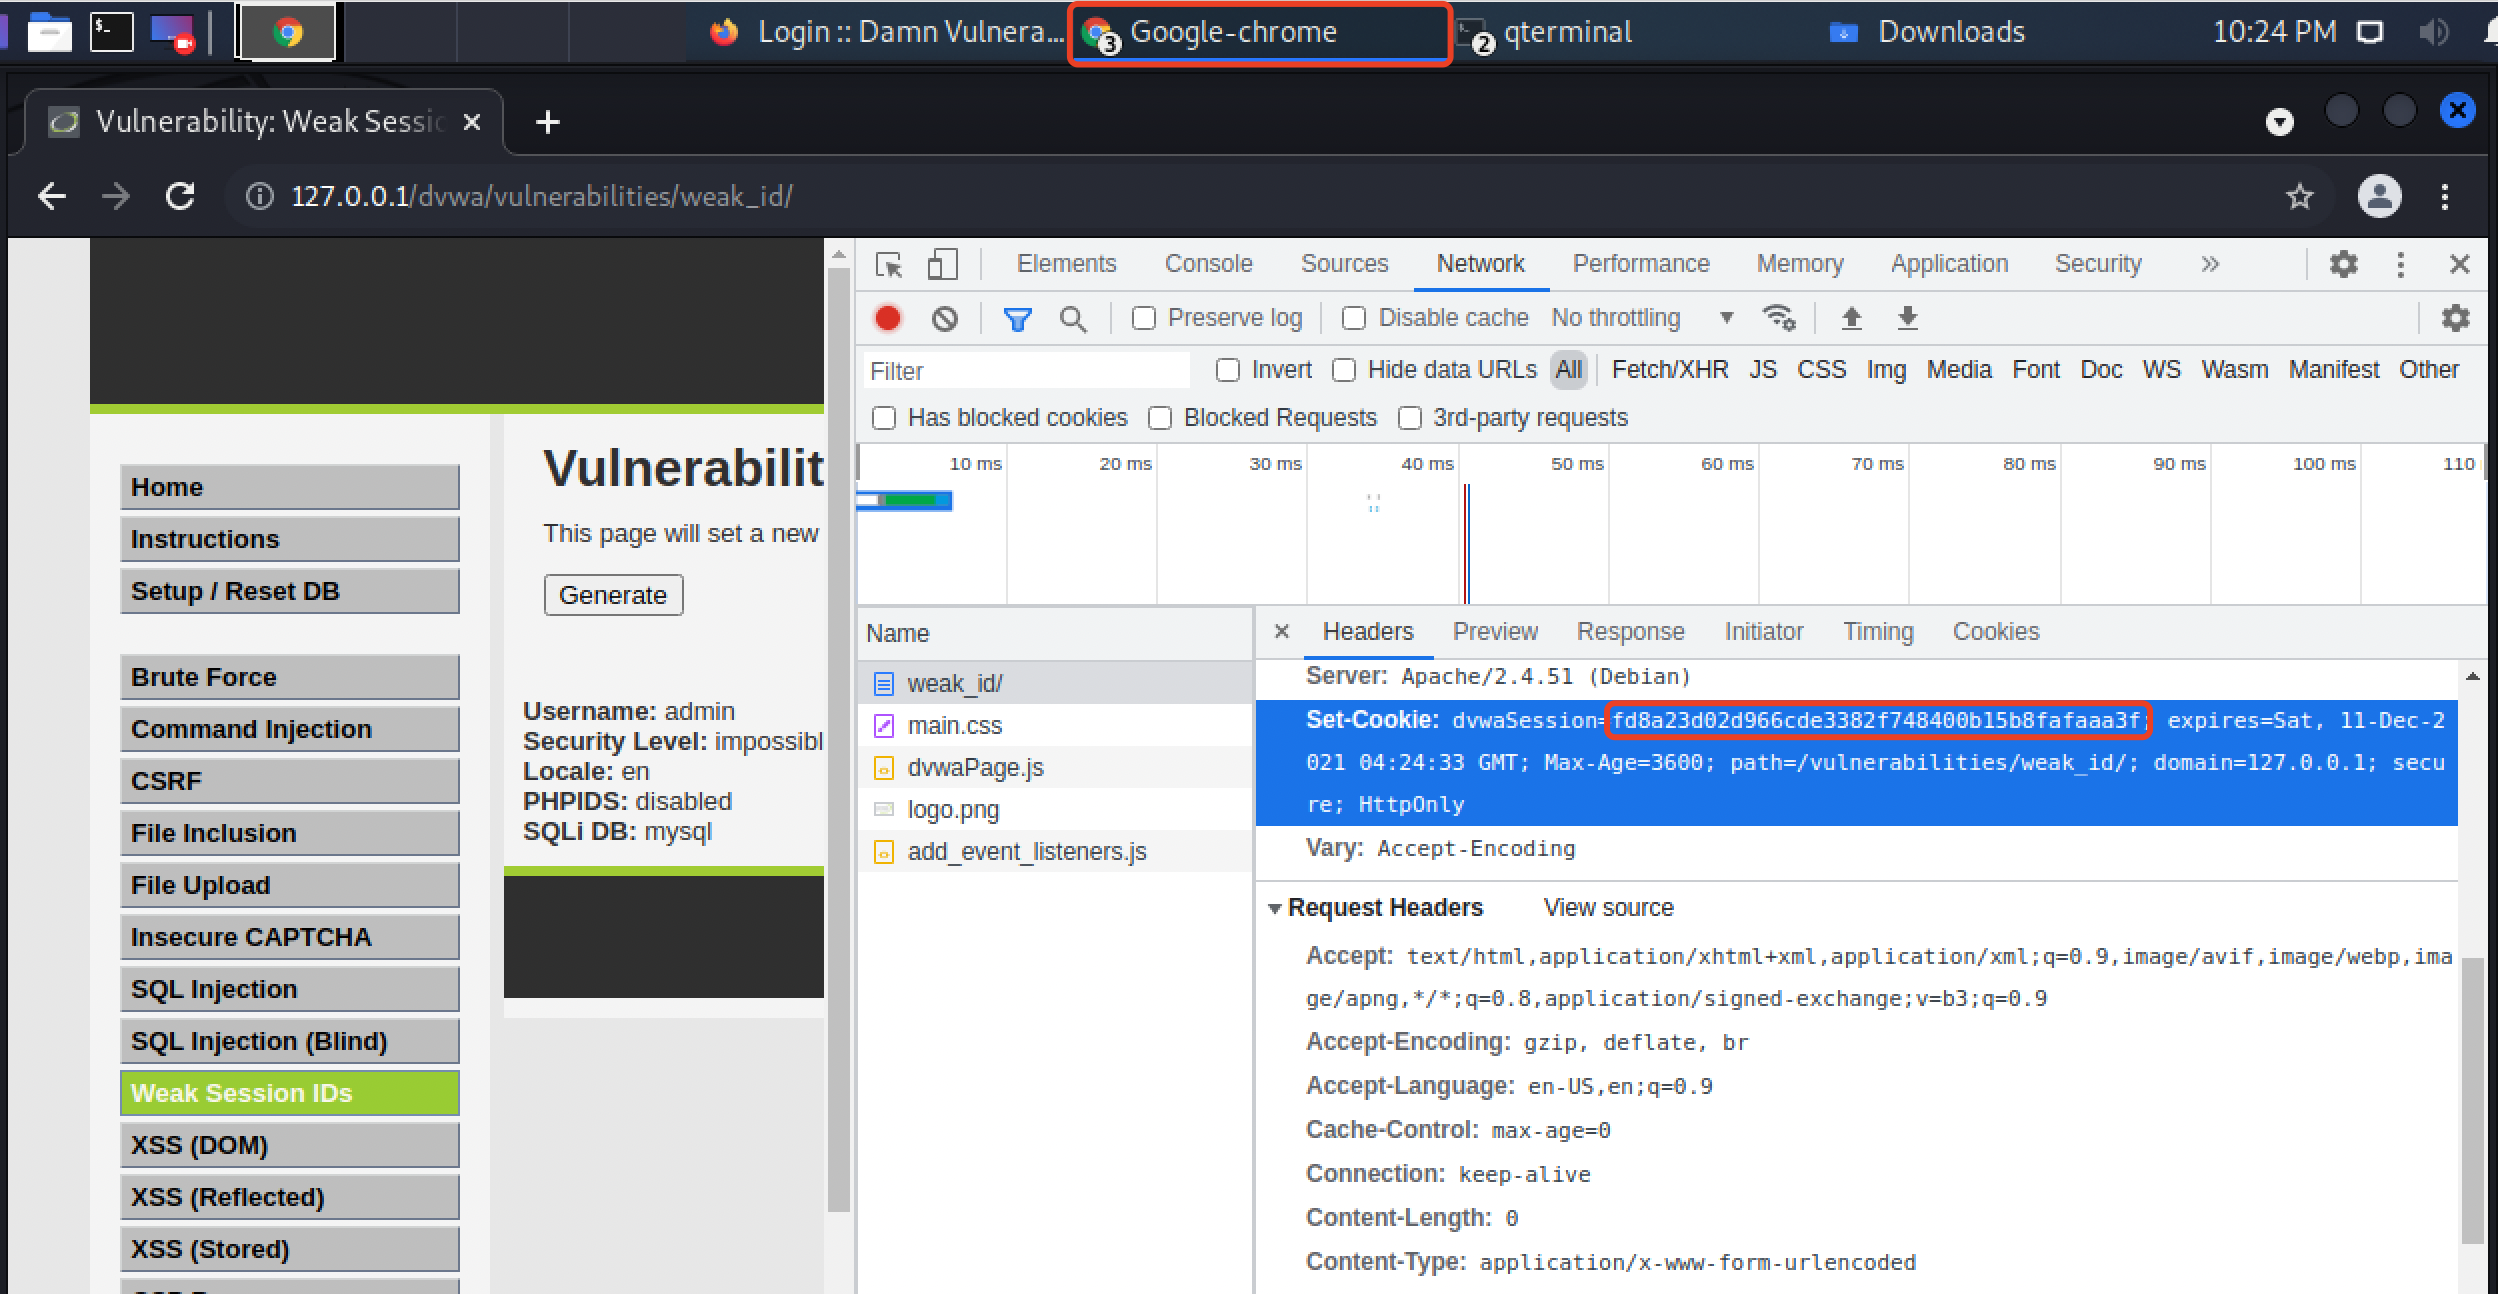 Login :: Damn Vulnera...
3 Google-chrome
2 qterminal
Downloads
10:24 PM
Vulnerability: Weak Sessi
127.0.0.1/dvwa/vulnerabilities/weak_id/
Elements Console Sources Network Performance Memory Application Security »
Preserve log Disable cache No throttling
Filter Invert Hide data URLs All Fetch/XHR JS CSS Img Media Font Doc WS Wasm Manifest Other
Has blocked cookies Blocked Requests 3rd-party requests
10 ms 20 ms 30 ms 40 ms 50 ms 60 ms 70 ms 80 ms 90 ms 100 ms 110
Home
Instructions
Setup / Reset DB
Brute Force
Command Injection
CSRF
File Inclusion
File Upload
Insecure CAPTCHA
SQL Injection
SQL Injection (Blind)
Weak Session IDs
XSS (DOM)
XSS (Reflected)
XSS (Stored)
Vulnerabilit
This page will set a new
Generate
Username: admin
Security Level: impossibl
Locale: en
PHPIDS: disabled
SQLi DB: mysql
Name
weak_id/
main.css
dvwaPage.js
logo.png
add_event_listeners.js
Headers Preview Response Initiator Timing Cookies
Server: Apache/2.4.51 (Debian)
Set-Cookie: dvwaSession=fd8a23d02d966cde3382f748400b15b8fafaaa3f; expires=Sat, 11-Dec-2
021 04:24:33 GMT; Max-Age=3600; path=/vulnerabilities/weak_id/; domain=127.0.0.1; secu
re; HttpOnly
Vary: Accept-Encoding
Request Headers View source
Accept: text/html,application/xhtml+xml,application/xml;q=0.9,image/avif,image/webp,ima
ge/apng,*/*;q=0.8,application/signed-exchange;v=b3;q=0.9
Accept-Encoding: gzip, deflate, br
Accept-Language: en-US,en;q=0.9
Cache-Control: max-age=0
Connection: keep-alive
Content-Length: 0
Content-Type: application/x-www-form-urlencoded